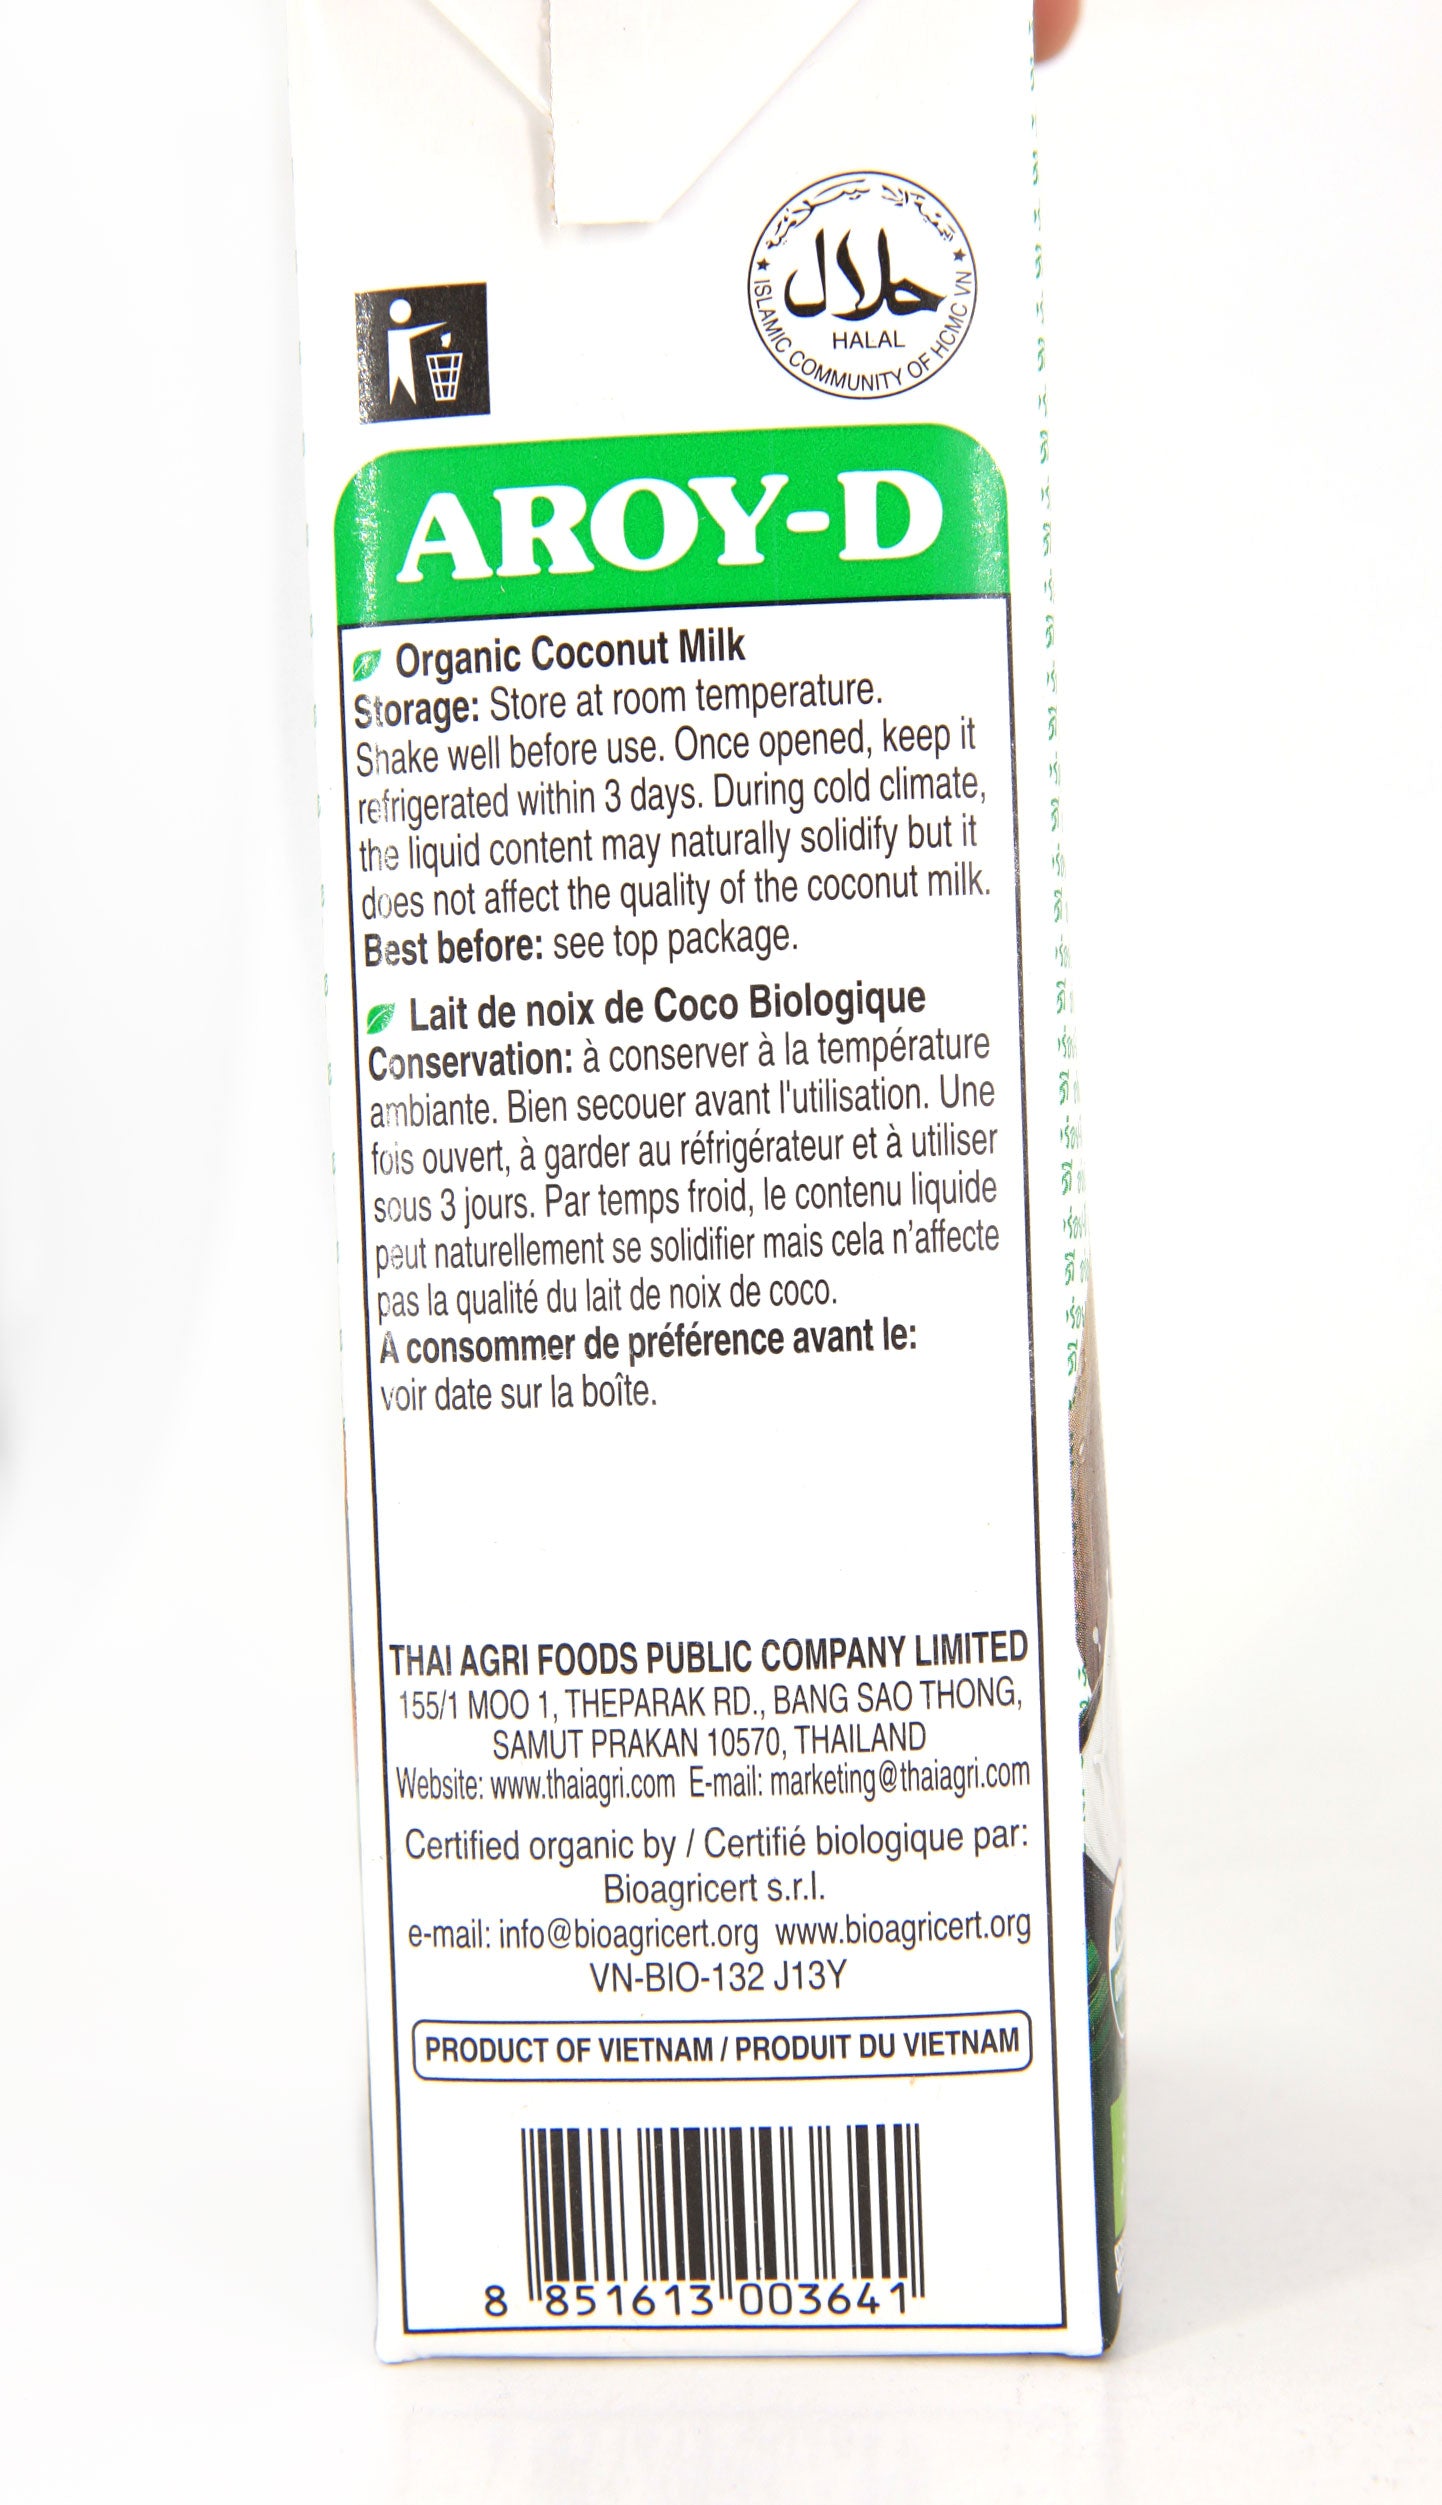 حلال
HALAL
ISLAMIC COMMUNITY OF HCMC VN
AROY-D
Organic Coconut Milk
Storage: Store at room temperature.
Shake well before use. Once opened, keep it
refrigerated within 3 days. During cold climate,
the liquid content may naturally solidify but it
does not affect the quality of the coconut milk.
Best before: see top package.
Lait de noix de Coco Biologique
Conservation: à conserver à la température
ambiante. Bien secouer avant l'utilisation. Une
fois ouvert, à garder au réfrigérateur et à utiliser
sous 3 jours. Par temps froid, le contenu liquide
peut naturellement se solidifier mais cela n'affecte
pas la qualité du lait de noix de coco.
A consommer de préférence avant le:
voir date sur la boîte.
THAI AGRI FOODS PUBLIC COMPANY LIMITED
155/1 MOO 1, THEPARAK RD., BANG SAO THONG,
SAMUT PRAKAN 10570, THAILAND
Website: www.thaiagri.com E-mail: marketing@thaiagri.com
Certified organic by / Certifié biologique par:
Bioagricert s.r.l.
e-mail: info@bioagricert.org www.bioagricert.org
VN-BIO-132 J13Y
PRODUCT OF VIETNAM / PRODUIT DU VIETNAM
8 851613 003641